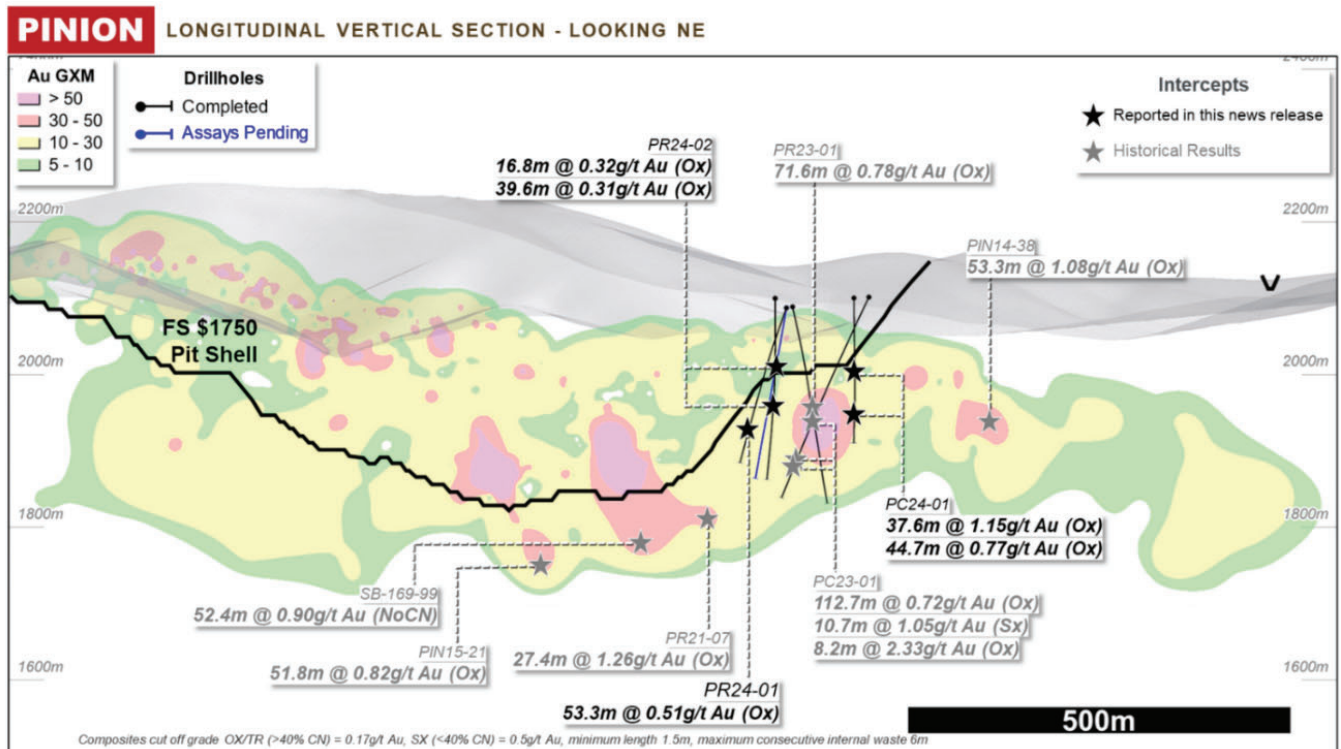 PINION LONGITUDINAL VERTICAL SECTION - LOOKING NE
Au GXM
> 50
30 - 50
10 - 30
5 - 10
Drillholes
Completed
Assays Pending
Intercepts
Reported in this news release
Historical Results
2400m
PR24-02
16.8m @ 0.32g/t Au (Ox)
39.6m @ 0.31g/t Au (Ox)
PR23-01
71.6m @ 0.78g/t Au (Ox)
2200m
2200m
PIN14-38
53.3m @ 1.08g/t Au (Ox)
FS $1750
Pit Shell
2000m
2000m
1800m
1800m
PC24-01
37.6m @ 1.15g/t Au (Ox)
44.7m @ 0.77g/t Au (Ox)
SB-169-99
52.4m @ 0.90g/t Au (NoCN)
PC23-01
112.7m @ 0.72g/t Au (Ox)
10.7m @ 1.05g/t Au (Sx)
8.2m @ 2.33g/t Au (Ox)
PIN15-21
51.8m @ 0.82g/t Au (Ox)
PR21-07
27.4m @ 1.26g/t Au (Ox)
1600m
1600m
PR24-01
53.3m @ 0.51g/t Au (Ox)
500m
Composites cut off grade OX/TR (>40% CN) = 0.17g/t Au, SX (<40% CN) = 0.5g/t Au, minimum length 1.5m, maximum consecutive internal waste 6m